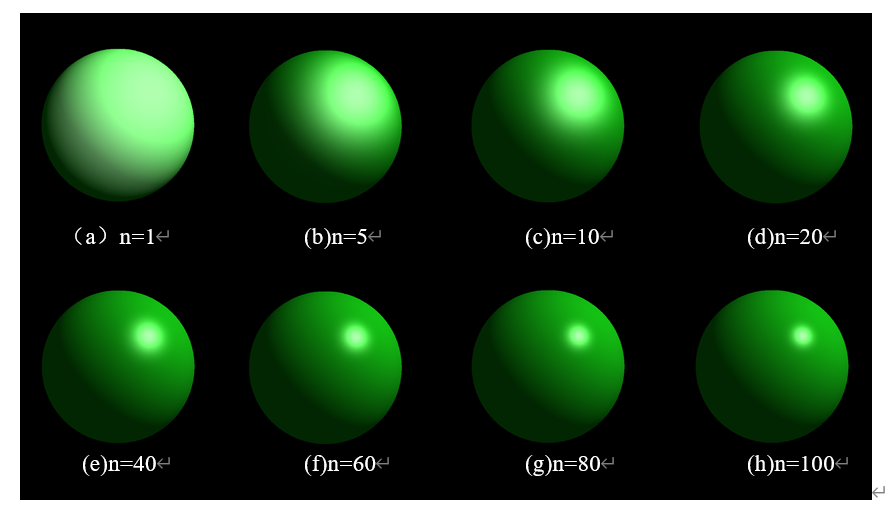 （a）n=1↵
(b)n=5↵
(c)n=10↵
(d)n=20↵
(e)n=40↵
(f)n=60↵
(g)n=80↵
(h)n=100↵
↵